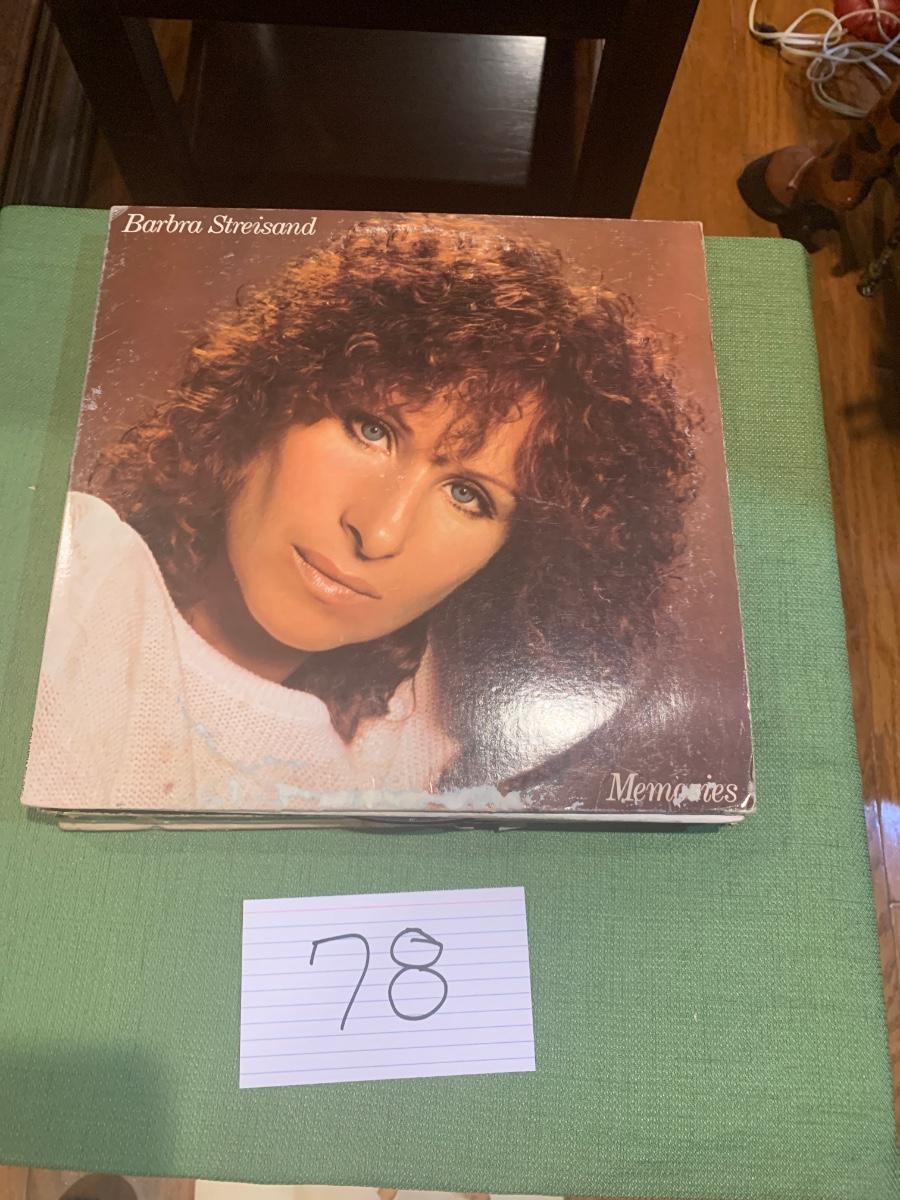 Barbra Streisand
Memories
78